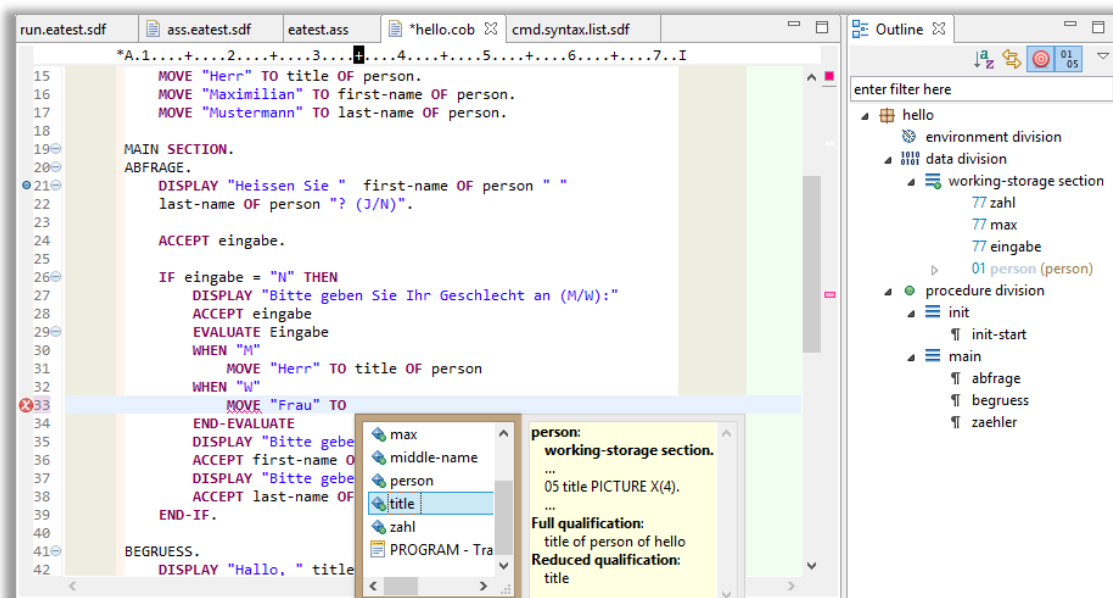 run.eatest.sdf
ass.eatest.sdf
eatest.ass
*hello.cob
cmd.syntax.list.sdf
*A.1....+....2....+....3....+....4....+....5....+....6....+....7..I
15 MOVE "Herr" TO title OF person.
16 MOVE "Maximilian" TO first-name OF person.
17 MOVE "Mustermann" TO last-name OF person.
18
19 MAIN SECTION.
20 ABFRAGE.
21 DISPLAY "Heissen Sie "  first-name OF person " "
22 last-name OF person "? (J/N)".
23
24 ACCEPT eingabe.
25
26 IF eingabe = "N" THEN
27 DISPLAY "Bitte geben Sie Ihr Geschlecht an (M/W):"
28 ACCEPT eingabe
29 EVALUATE Eingabe
30 WHEN "M"
31 MOVE "Herr" TO title OF person
32 WHEN "W"
33 MOVE "Frau" TO
34 END-EVALUATE
35 DISPLAY "Bitte gebe
36 ACCEPT first-name O
37 DISPLAY "Bitte gebe
38 ACCEPT last-name OF
39 END-IF.
40
41 BEGRUESS.
42 DISPLAY "Hallo, " title
max
middle-name
person
title
zahl
PROGRAM - Tra
person:
working-storage section.
...
05 title PICTURE X(4).
...
Full qualification:
title of person of hello
Reduced qualification:
title
Outline
a
z
01
05
enter filter here
hello
environment division
1010
0101
data division
working-storage section
77 zahl
77 max
77 eingabe
01 person (person)
procedure division
init
¶ init-start
main
¶ abfrage
¶ begruess
¶ zaehler